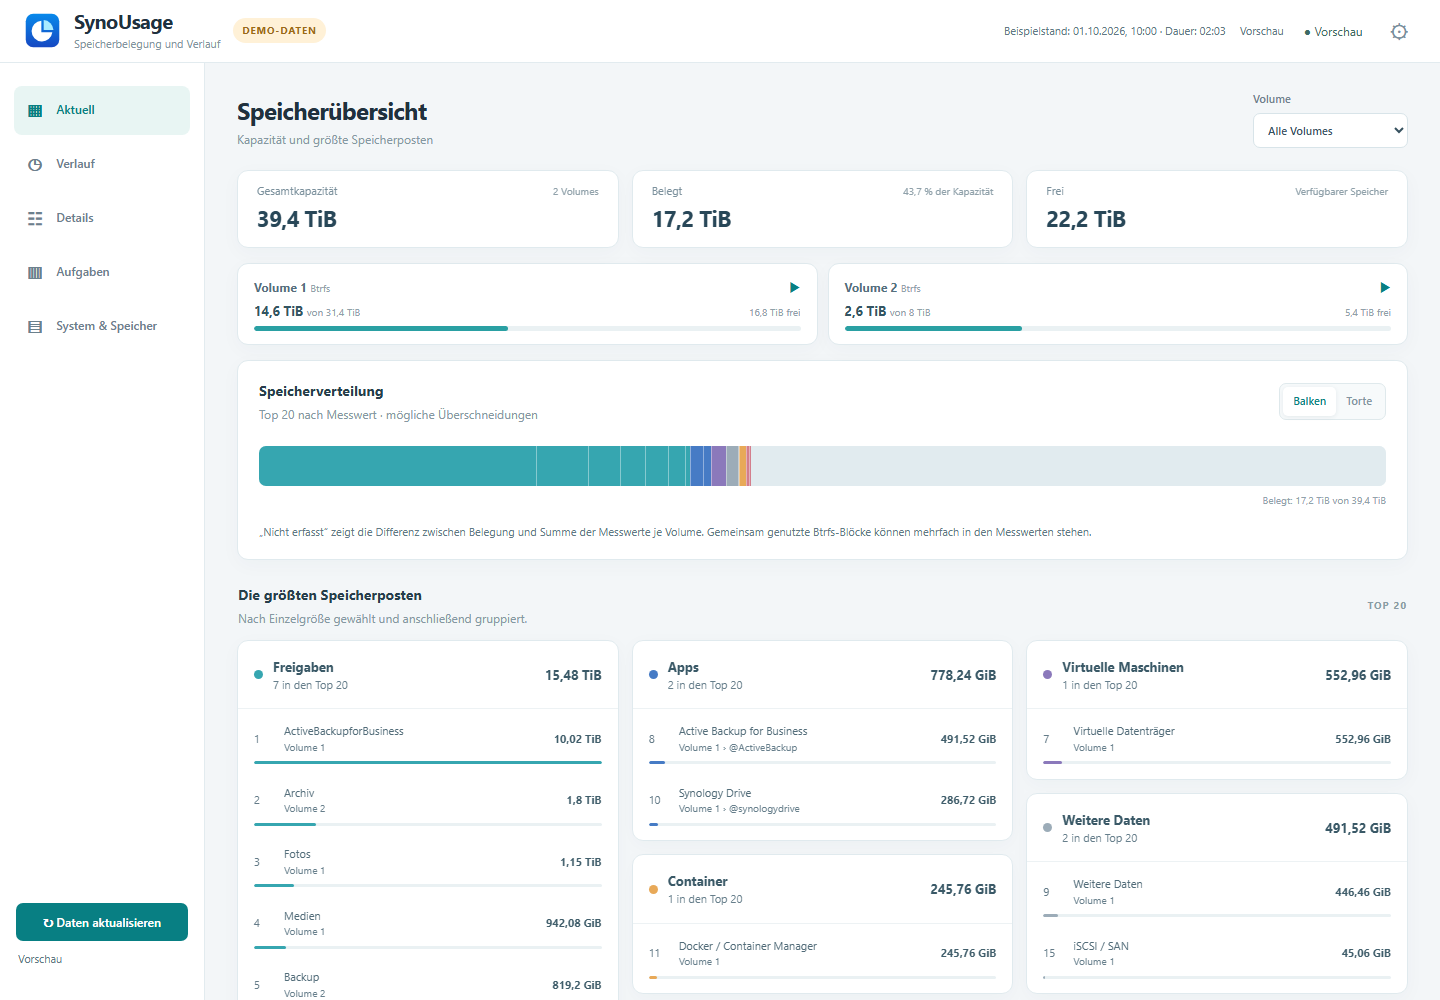 SynoUsage
Speicherbelegung und Verlauf
DEMO-DATEN
Beispielstand: 01.10.2026, 10:00 · Dauer: 02:03
Vorschau
● Vorschau
Aktuell
Verlauf
Details
Aufgaben
System & Speicher
↻ Daten aktualisieren
Vorschau
Speicherübersicht
Kapazität und größte Speicherposten
Volume
Alle Volumes
Gesamtkapazität
2 Volumes
39,4 TiB
Belegt
43,7 % der Kapazität
17,2 TiB
Frei
Verfügbarer Speicher
22,2 TiB
Volume 1 Btrfs
14,6 TiB von 31,4 TiB
16,8 TiB frei
Volume 2 Btrfs
2,6 TiB von 8 TiB
5,4 TiB frei
Speicherverteilung
Top 20 nach Messwert · mögliche Überschneidungen
Balken
Torte
Belegt: 17,2 TiB von 39,4 TiB
„Nicht erfasst“ zeigt die Differenz zwischen Belegung und Summe der Messwerte je Volume. Gemeinsam genutzte Btrfs-Blöcke können mehrfach in den Messwerten stehen.
Die größten Speicherposten
Nach Einzelgröße gewählt und anschließend gruppiert.
TOP 20
Freigaben
7 in den Top 20
15,48 TiB
1
ActiveBackupforBusiness
Volume 1
10,02 TiB
2
Archiv
Volume 2
1,8 TiB
3
Fotos
Volume 1
1,15 TiB
4
Medien
Volume 1
942,08 GiB
5
Backup
Volume 2
819,2 GiB
Apps
2 in den Top 20
778,24 GiB
8
Active Backup for Business
Volume 1 › @ActiveBackup
491,52 GiB
10
Synology Drive
Volume 1 › @synologydrive
286,72 GiB
Container
1 in den Top 20
245,76 GiB
11
Docker / Container Manager
Volume 1
245,76 GiB
Virtuelle Maschinen
1 in den Top 20
552,96 GiB
7
Virtuelle Datenträger
Volume 1
552,96 GiB
Weitere Daten
2 in den Top 20
491,52 GiB
9
Weitere Daten
Volume 1
446,46 GiB
15
iSCSI / SAN
Volume 1
45,06 GiB